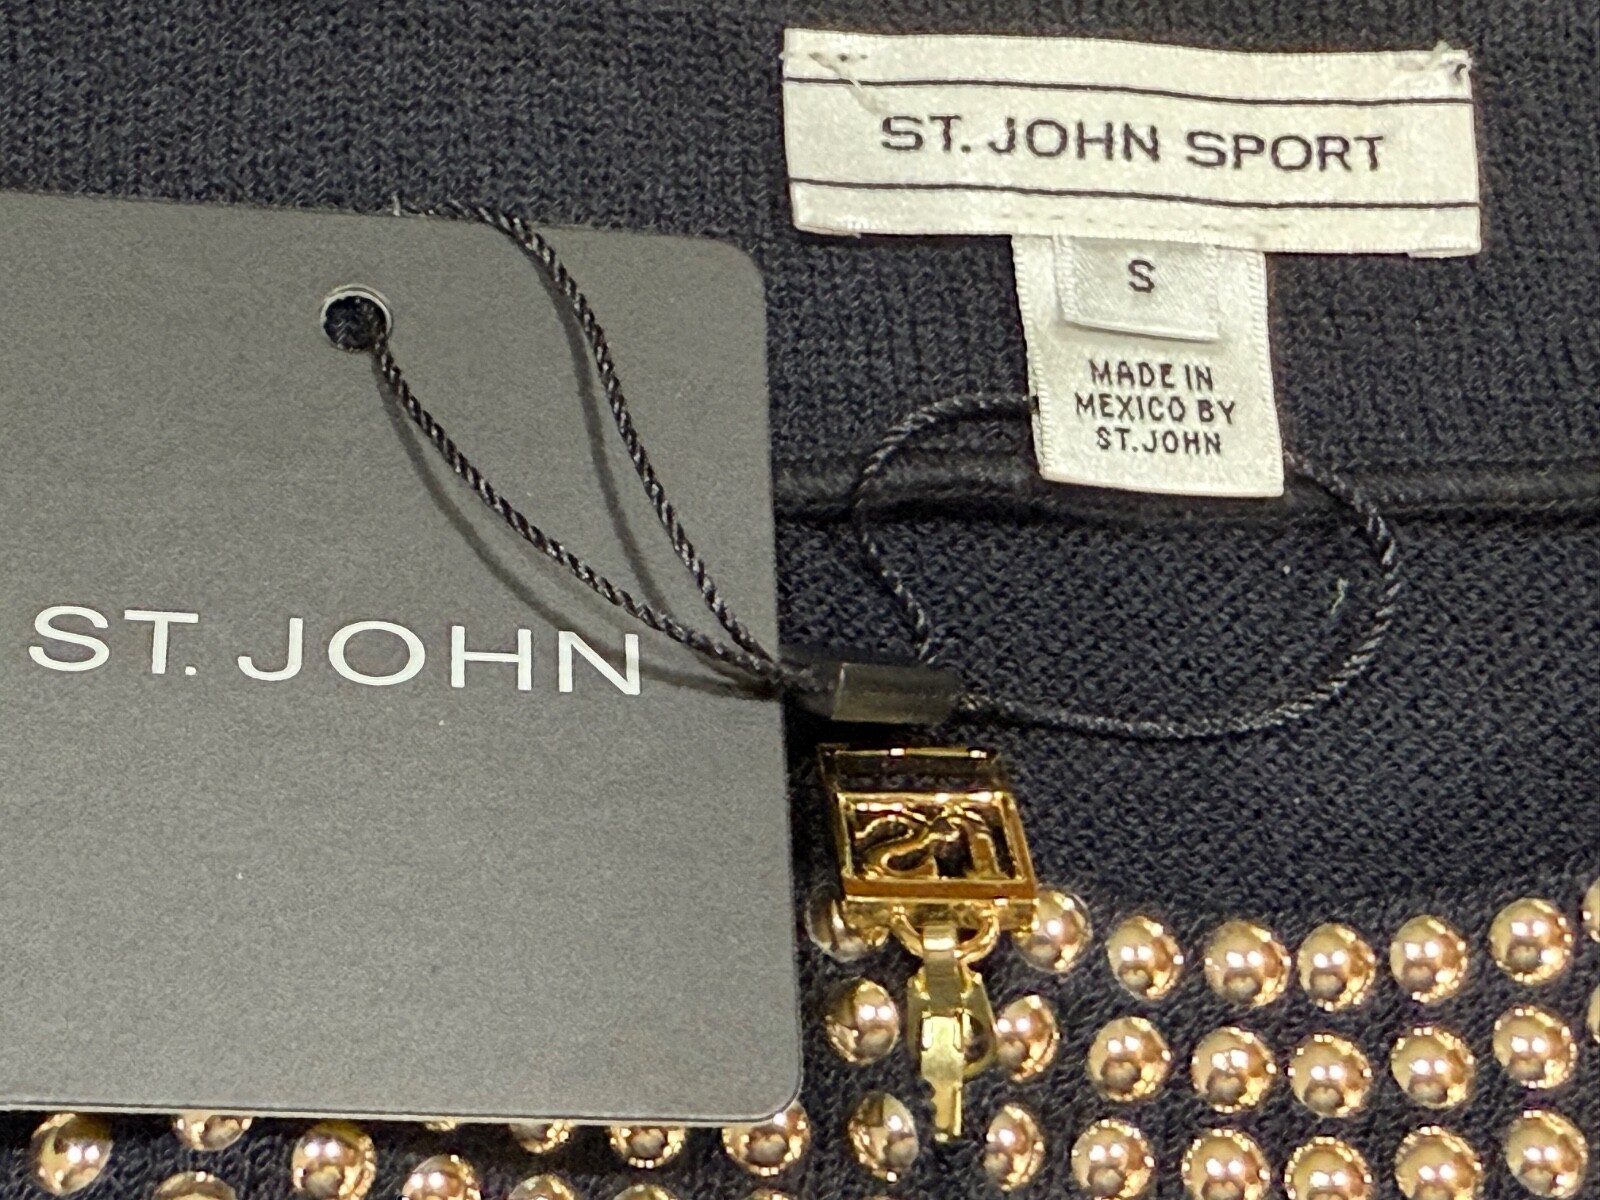 ST. JOHN SPORT
S
MADE IN
MEXICO BY
ST. JOHN
ST. JOHN